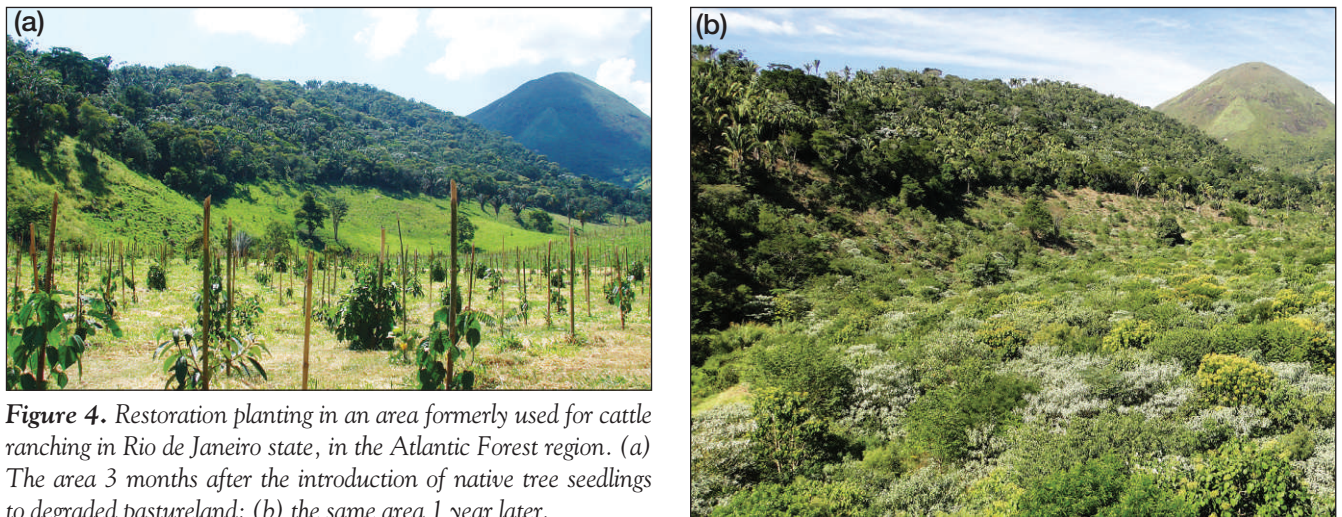 (a)
(b)
Figure 4. Restoration planting in an area formerly used for cattle
ranching in Rio de Janeiro state, in the Atlantic Forest region. (a)
The area 3 months after the introduction of native tree seedlings
to degraded pastureland; (b) the same area 1 year later.